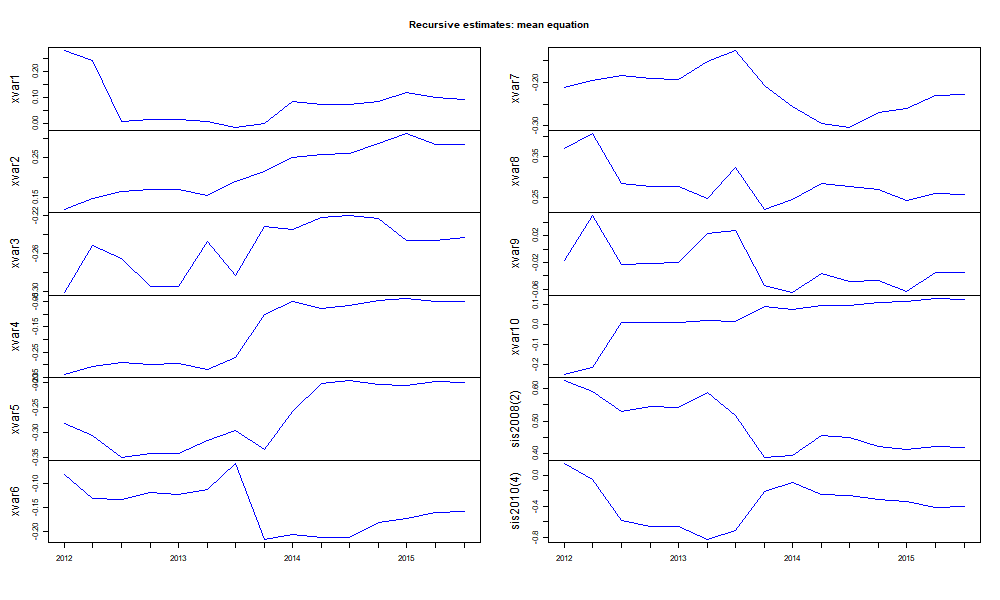 Recursive estimates: mean equation
xvar1
0.00 0.10 0.20
xvar2
0.15 0.25
xvar3
-0.30 -0.26 -0.22
xvar4
-0.25 -0.15
xvar5
-0.35 -0.30 -0.25
xvar6
-0.20 -0.15 -0.10
2012 2013 2014 2015
xvar7
-0.30 -0.20
xvar8
0.25 0.35
xvar9
-0.06 -0.02 0.02
xvar10
-0.2 0.0 0.1
sis2008(2)
0.40 0.50 0.60
sis2010(4)
-0.8 -0.4 0.0
2012 2013 2014 2015